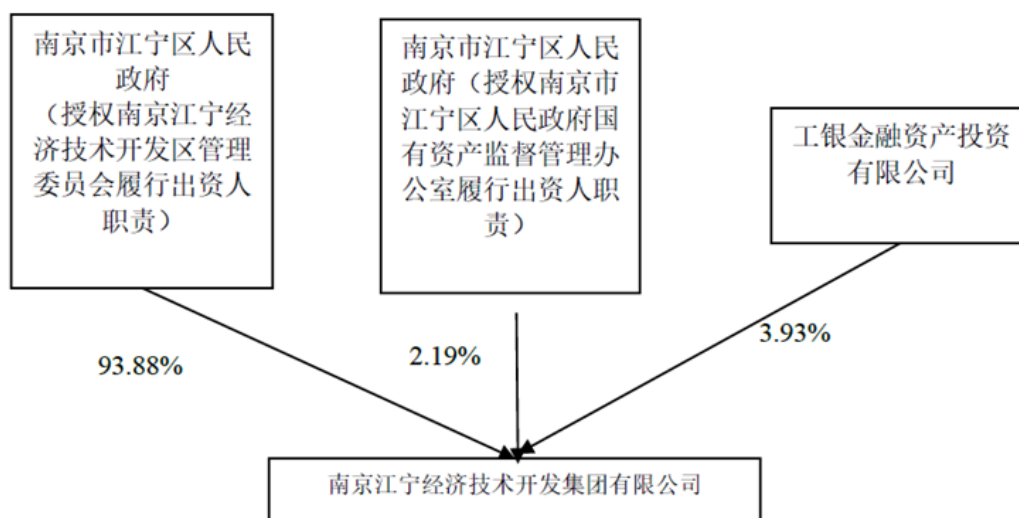 南京市江宁区人民
政府
（授权南京江宁经
济技术开发区管理
委员会履行出资人
职责）
南京市江宁区人民
政府（授权南京市
江宁区人民政府国
有资产监督管理办
公室履行出资人职
责）
工银金融资产投资
有限公司
93.88%
2.19%
3.93%
南京江宁经济技术开发集团有限公司